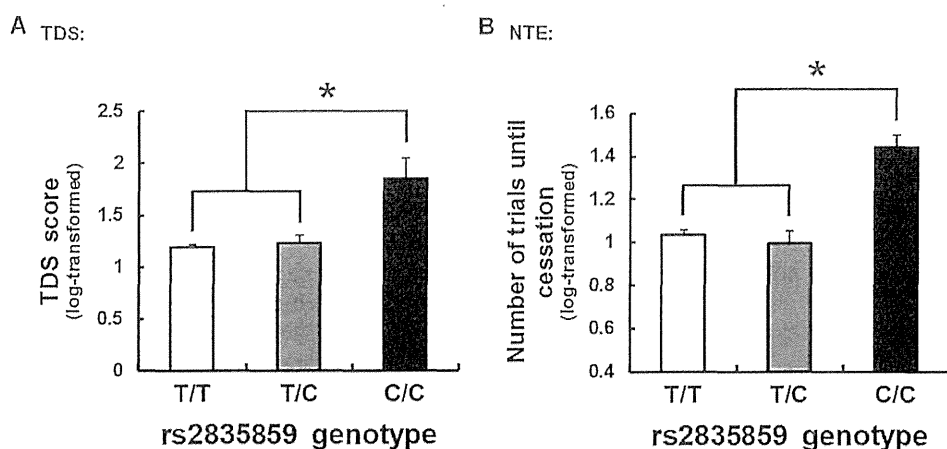 A TDS:
*
2.5
2
1.5
1
0.5
0
TDS score
(log-transformed)
T/T T/C C/C
rs2835859 genotype
B NTE:
*
1.6
1.4
1.2
1
0.8
0.6
0.4
Number of trials until
cessation
(log-transformed)
T/T T/C C/C
rs2835859 genotype